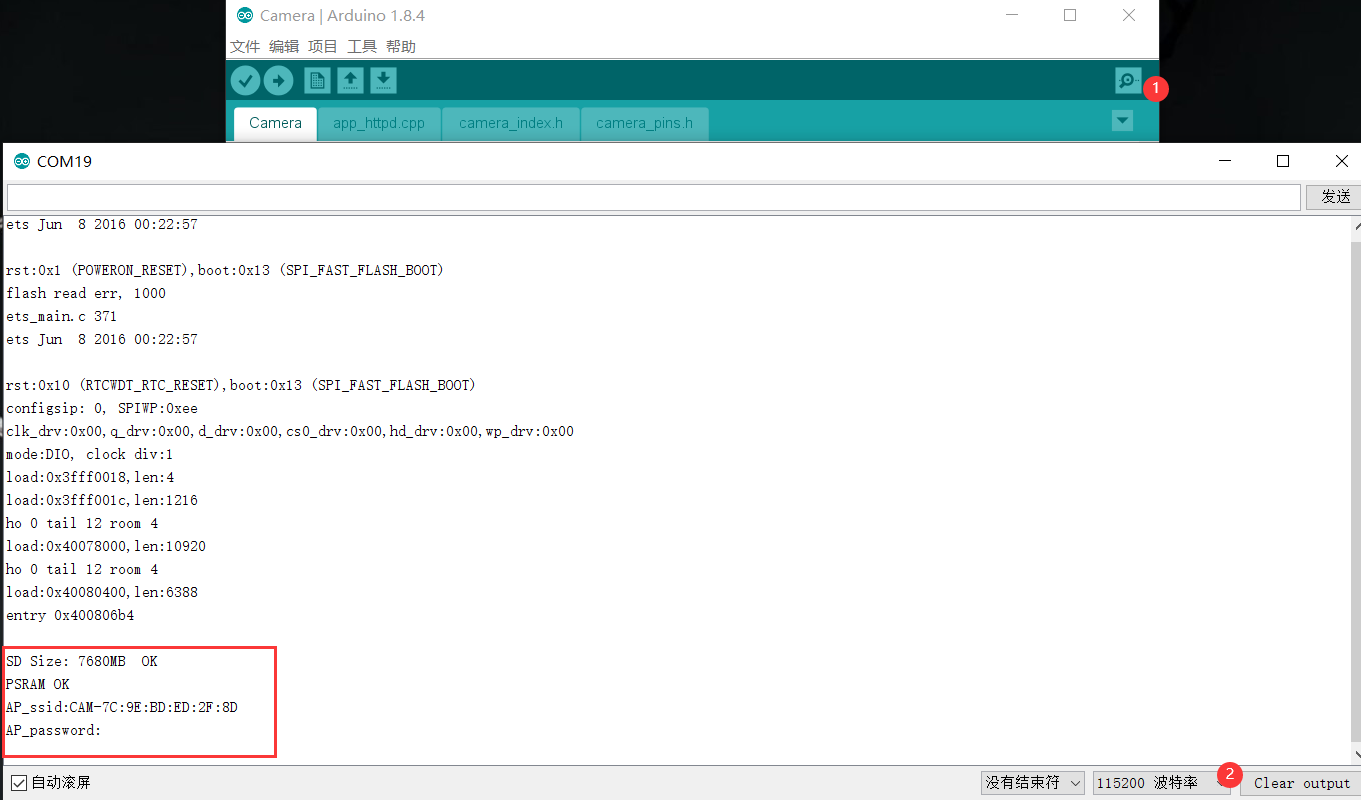 Camera | Arduino 1.8.4
文件 编辑 项目 工具 帮助
1
Camera app_httpd.cpp camera_index.h camera_pins.h
COM19
发送
ets Jun  8 2016 00:22:57
rst:0x1 (POWERON_RESET),boot:0x13 (SPI_FAST_FLASH_BOOT)
flash read err, 1000
ets_main.c 371
ets Jun  8 2016 00:22:57
rst:0x10 (RTCWDT_RTC_RESET),boot:0x13 (SPI_FAST_FLASH_BOOT)
configsip: 0, SPIWP:0xee
clk_drv:0x00,q_drv:0x00,d_drv:0x00,cs0_drv:0x00,hd_drv:0x00,wp_drv:0x00
mode:DIO, clock div:1
load:0x3fff0018,len:4
load:0x3fff001c,len:1216
ho 0 tail 12 room 4
load:0x40078000,len:10920
ho 0 tail 12 room 4
load:0x40080400,len:6388
entry 0x400806b4
SD Size: 7680MB  OK
PSRAM OK
AP_ssid:CAM-7C:9E:BD:ED:2F:8D
AP_password:
自动滚屏 没有结束符 115200 波特率 2 Clear output